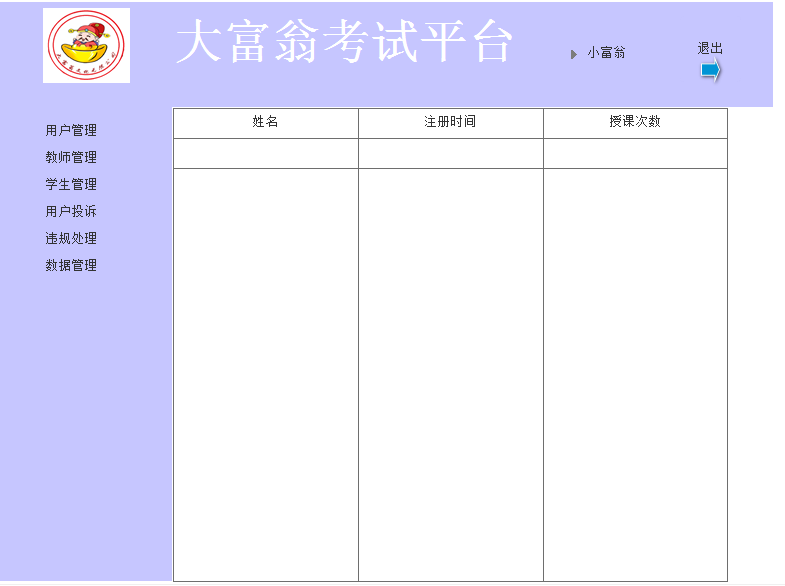 大富翁考试平台
小富翁
退出
用户管理
教师管理
学生管理
用户投诉
违规处理
数据管理
姓名 注册时间 授课次数